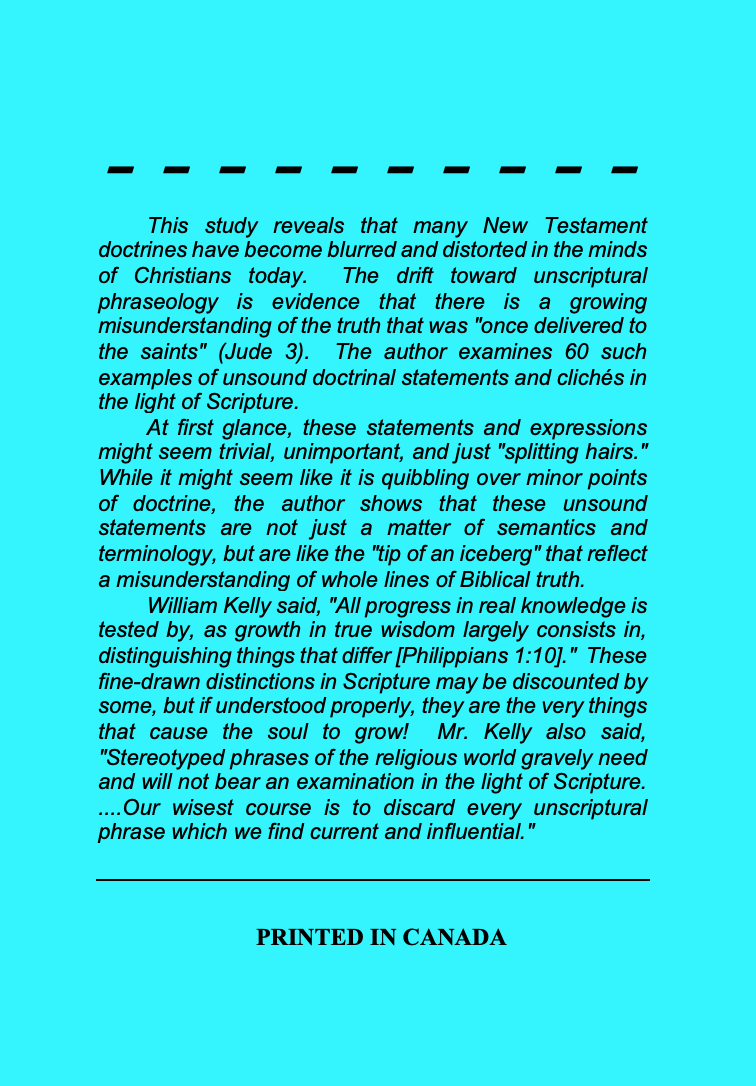 This study reveals that many New Testament
doctrines have become blurred and distorted in the minds
of Christians today. The drift toward unscriptural
phraseology is evidence that there is a growing
misunderstanding of the truth that was "once delivered to
the saints" (Jude 3). The author examines 60 such
examples of unsound doctrinal statements and clichés in
the light of Scripture.
At first glance, these statements and expressions
might seem trivial, unimportant, and just "splitting hairs."
While it might seem like it is quibbling over minor points
of doctrine, the author shows that these unsound
statements are not just a matter of semantics and
terminology, but are like the "tip of an iceberg" that reflect
a misunderstanding of whole lines of Biblical truth.
William Kelly said, "All progress in real knowledge is
tested by, as growth in true wisdom largely consists in,
distinguishing things that differ [Philippians 1:10]." These
fine-drawn distinctions in Scripture may be discounted by
some, but if understood properly, they are the very things
that cause the soul to grow! Mr. Kelly also said,
"Stereotyped phrases of the religious world gravely need
and will not bear an examination in the light of Scripture.
....Our wisest course is to discard every unscriptural
phrase which we find current and influential."
PRINTED IN CANADA